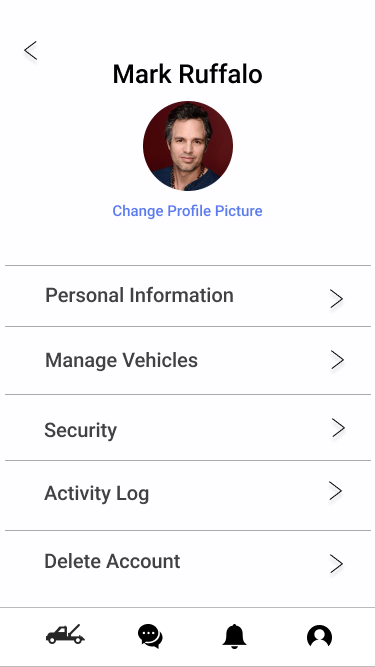 Mark Ruffalo
Change Profile Picture
Personal Information
Manage Vehicles
Security
Activity Log
Delete Account